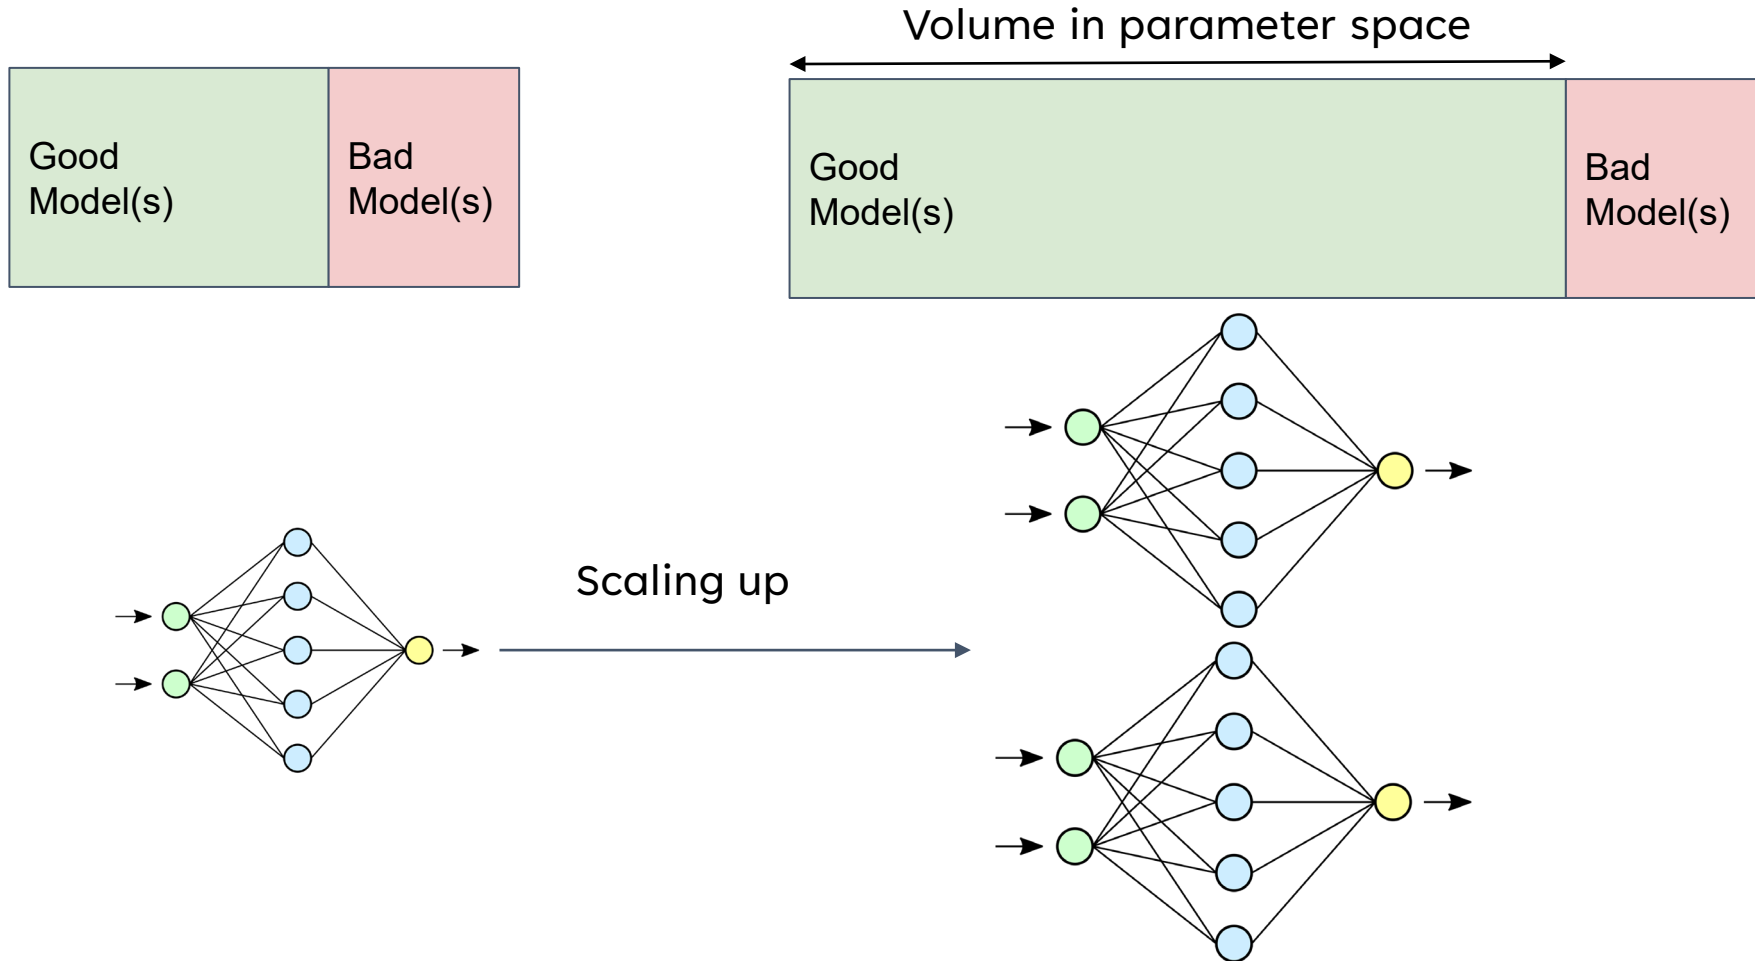 Volume in parameter space
Good
Model(s)
Bad
Model(s)
Good
Model(s)
Bad
Model(s)
Scaling up